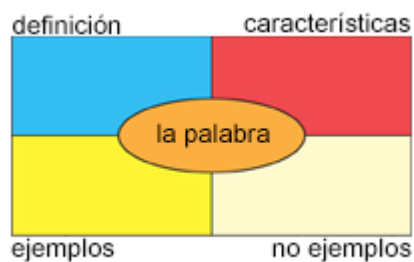 definición
características
la palabra
ejemplos
no ejemplos